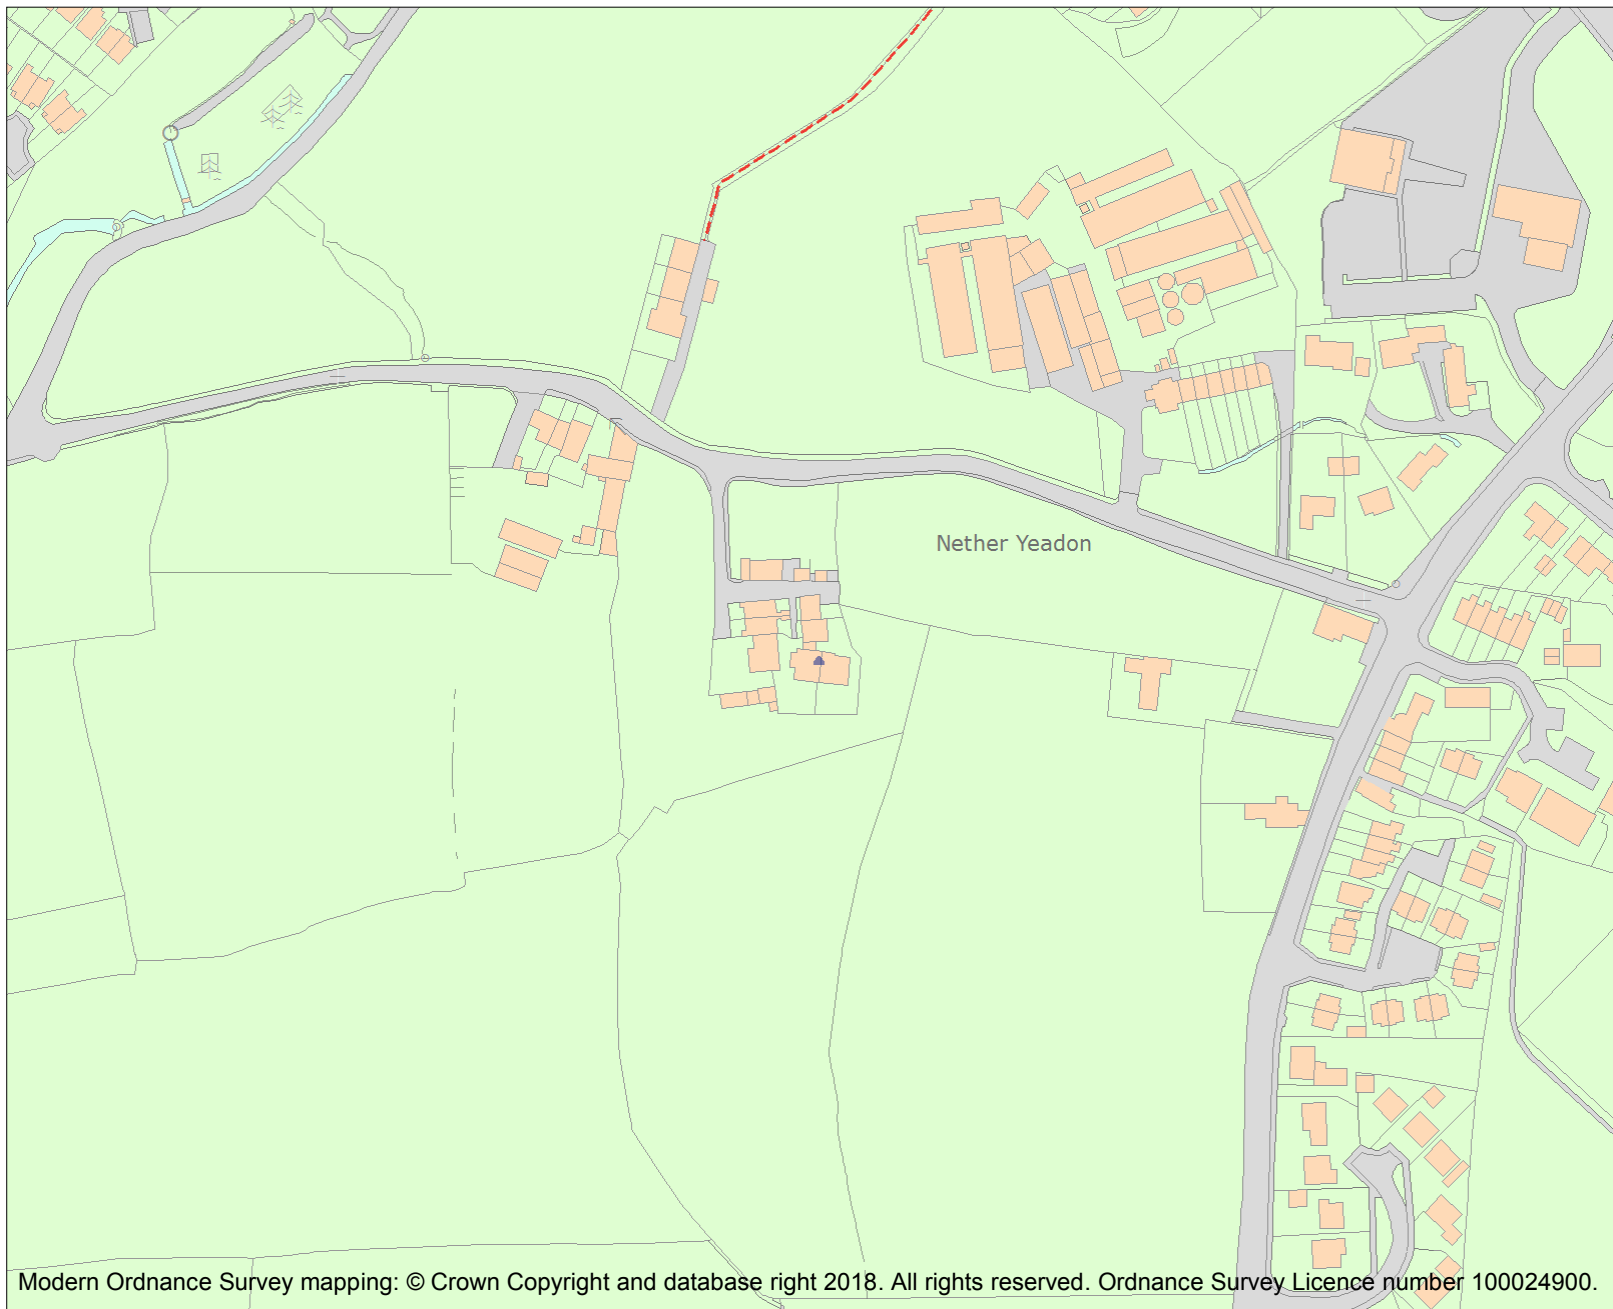 Nether Yeadon
Modern Ordnance Survey mapping: © Crown Copyright and database right 2018. All rights reserved. Ordnance Survey Licence number 100024900.